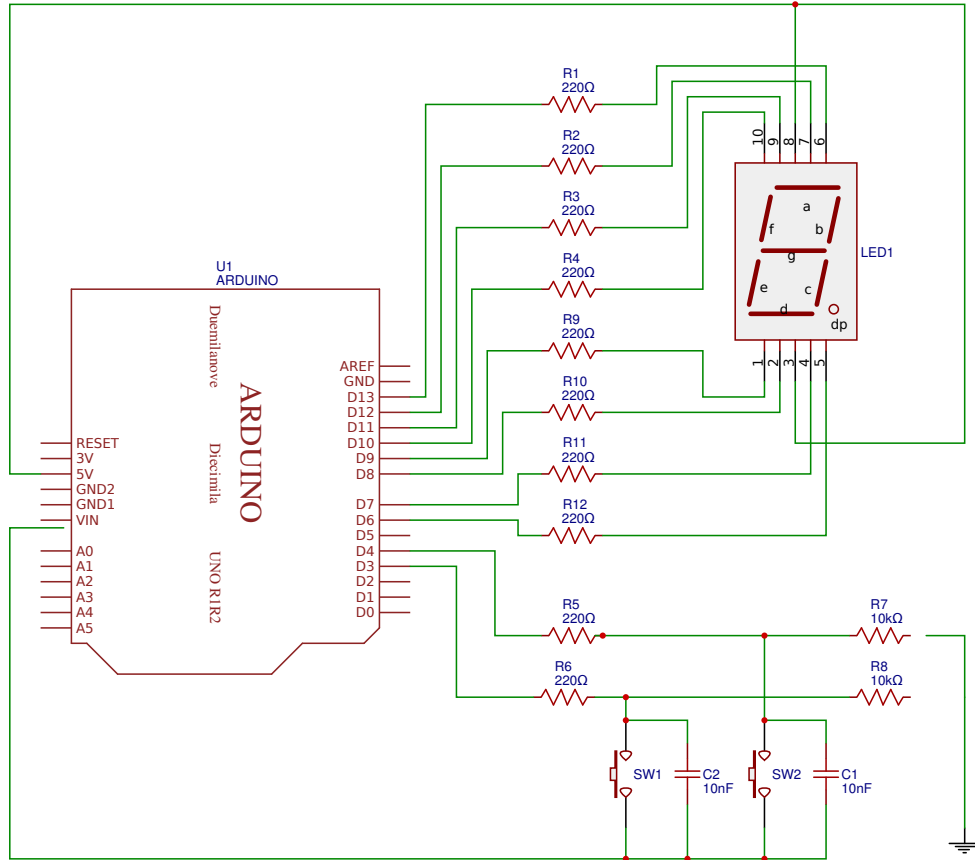 R1
220Ω
R2
220Ω
R3
220Ω
R4
220Ω
R9
220Ω
R10
220Ω
R11
220Ω
R12
220Ω
10
9
8
7
6
a
f
b
g
e
c
d
dp
LED1
1
2
3
4
5
U1
ARDUINO
Duemilanove
Diecimila
UNO R1R2
ARDUINO
RESET
3V
5V
GND2
GND1
VIN
A0
A1
A2
A3
A4
A5
AREF
GND
D13
D12
D11
D10
D9
D8
D7
D6
D5
D4
D3
D2
D1
D0
R5
220Ω
R7
10kΩ
R6
220Ω
R8
10kΩ
SW1
C2
10nF
SW2
C1
10nF